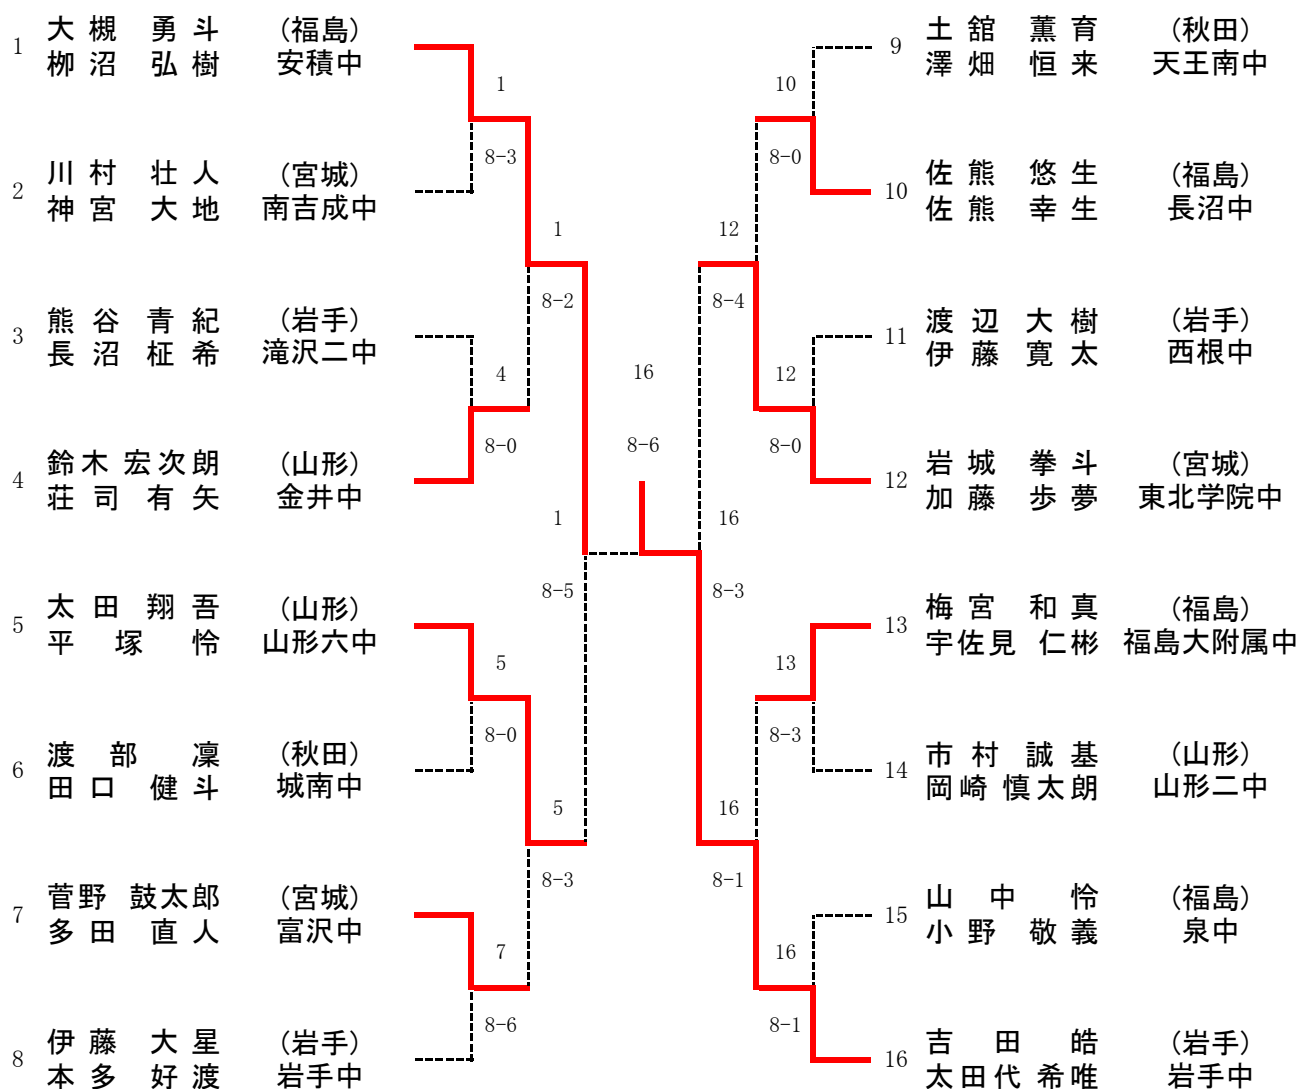 1 大槻 勇斗 (福島)
柳沼 弘樹 安積中
2 川村 壮人 (宮城)
神宮 大地 南吉成中
3 熊谷 青紀 (岩手)
長沼 柾希 滝沢二中
4 鈴木 宏次朗 (山形)
荘司 有矢 金井中
5 太田 翔吾 (山形)
平塚 怜 山形六中
6 渡部 凜 (秋田)
田口 健斗 城南中
7 菅野 鼓太郎 (宮城)
多田 直人 富沢中
8 伊藤 大星 (岩手)
本多 好渡 岩手中
1
8-3
4
8-0
5
8-0
7
8-6
1
8-2
5
8-3
1
8-5
16
8-6
16
8-3
12
8-4
16
8-1
10
8-0
12
8-0
13
8-3
16
8-1
9 土舘 薫育 (秋田)
澤畑 恒来 天王南中
10 佐熊 悠生 (福島)
佐熊 幸生 長沼中
11 渡辺 大樹 (岩手)
伊藤 寛太 西根中
12 岩城 拳斗 (宮城)
加藤 歩夢 東北学院中
13 梅宮 和真 (福島)
宇佐見 仁彬 福島大附属中
14 市村 誠基 (山形)
岡崎 慎太朗 山形二中
15 山中 怜 (福島)
小野 敬義 泉中
16 吉田 皓 (岩手)
太田代 希唯 岩手中